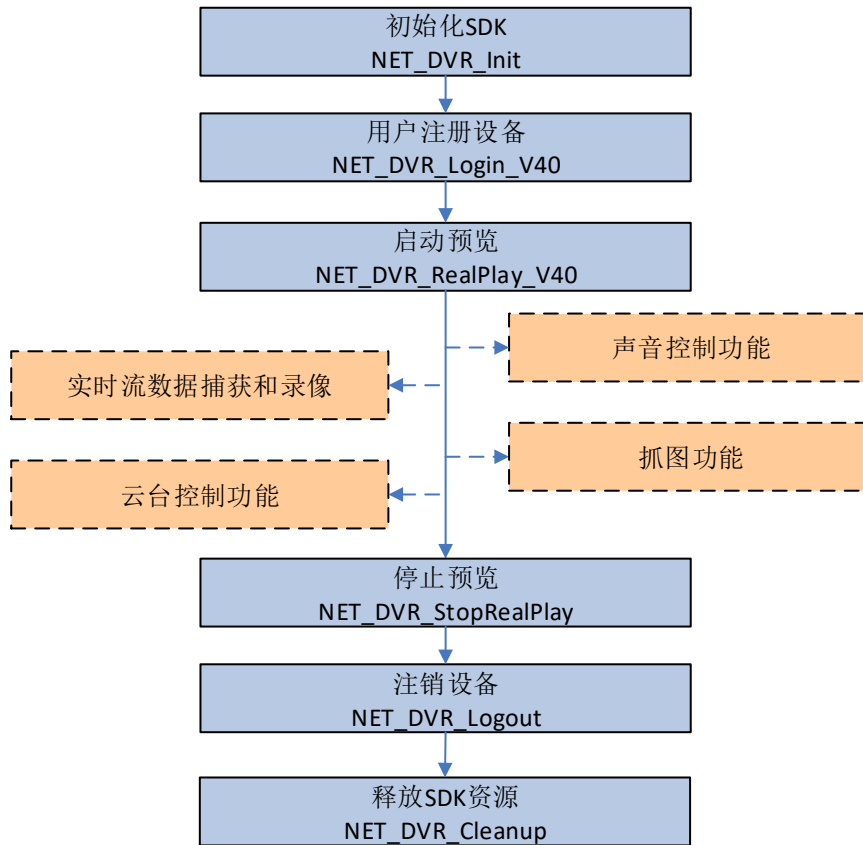 初始化SDK
NET_DVR_Init
用户注册设备
NET_DVR_Login_V40
启动预览
NET_DVR_RealPlay_V40
声音控制功能
实时流数据捕获和录像
抓图功能
云台控制功能
停止预览
NET_DVR_StopRealPlay
注销设备
NET_DVR_Logout
释放SDK资源
NET_DVR_Cleanup